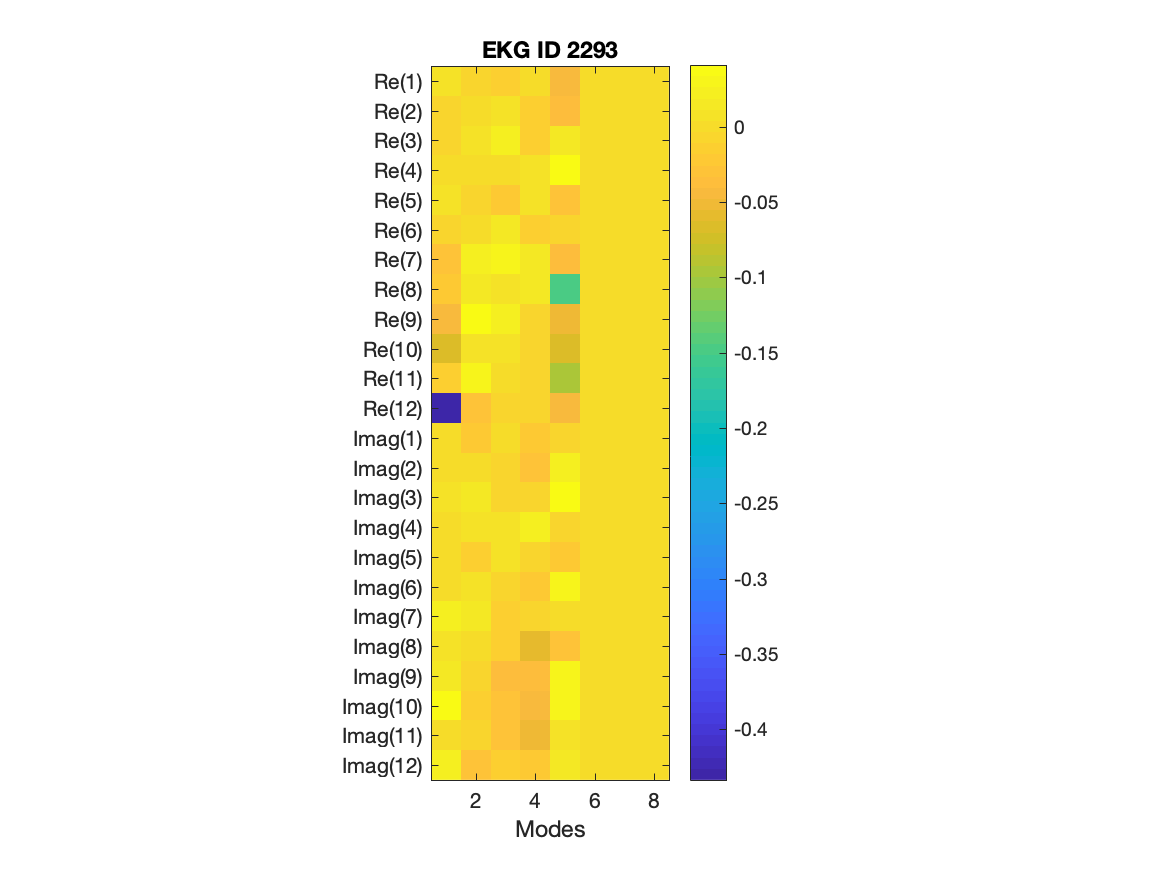 EKG ID 2293
Re(1)
Re(2)
Re(3)
Re(4)
Re(5)
Re(6)
Re(7)
Re(8)
Re(9)
Re(10)
Re(11)
Re(12)
Imag(1)
Imag(2)
Imag(3)
Imag(4)
Imag(5)
Imag(6)
Imag(7)
Imag(8)
Imag(9)
Imag(10)
Imag(11)
Imag(12)
2 4 6 8
Modes
0
-0.05
-0.1
-0.15
-0.2
-0.25
-0.3
-0.35
-0.4